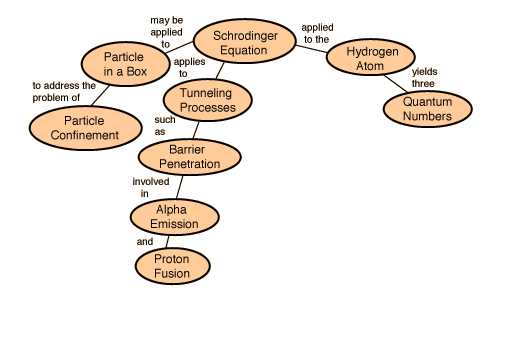 may be
applied
to
Schrodinger
Equation
applied
to the
Hydrogen
Atom
Particle
in a Box
applies
to
yields
three
to address the
problem of
Tunneling
Processes
Quantum
Numbers
Particle
Confinement
such
as
Barrier
Penetration
involved
in
Alpha
Emission
and
Proton
Fusion